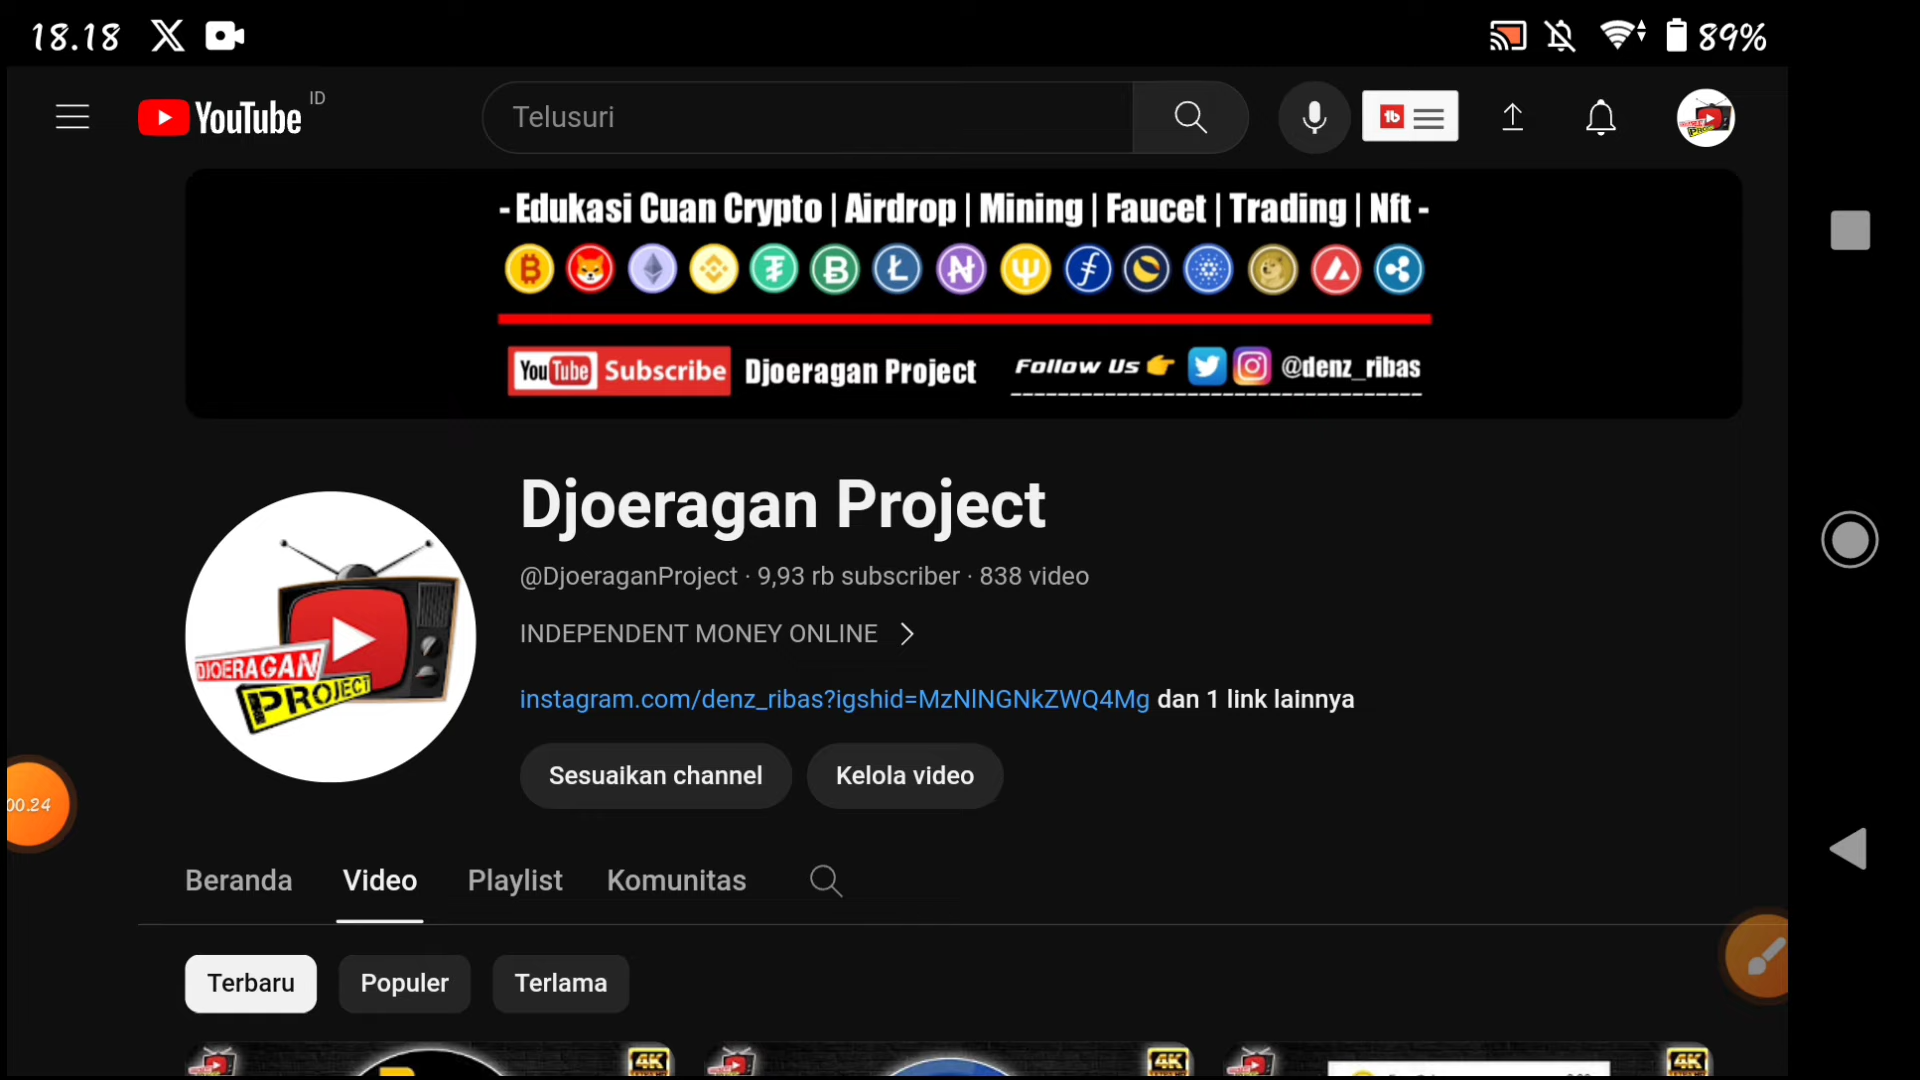 18.18
89%
YouTube ID
Telusuri
- Edukasi Cuan Crypto | Airdrop | Mining | Faucet | Trading | Nft -
YouTube Subscribe Djoeragan Project Follow Us @denz_ribas
Djoeragan Project
@DjoeraganProject · 9,93 rb subscriber · 838 video
INDEPENDENT MONEY ONLINE
instagram.com/denz_ribas?igshid=MzNlNGNkZWQ4Mg dan 1 link lainnya
DJOERAGAN
PROJECT
Sesuaikan channel Kelola video
00.24
Beranda Video Playlist Komunitas
Terbaru Populer Terlama
4K 4K 4K